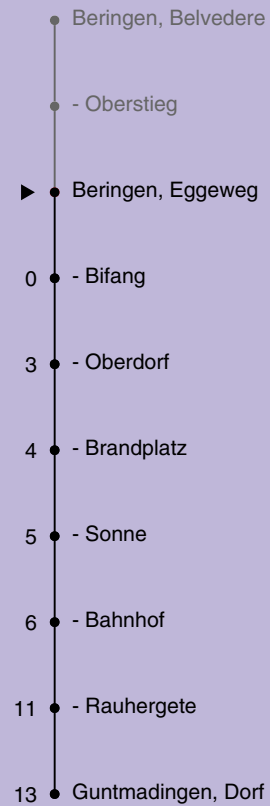 Beringen, Belvedere
- Oberstieg
Beringen, Eggeweg
0 - Bifang
3 - Oberdorf
4 - Brandplatz
5 - Sonne
6 - Bahnhof
11 - Rauhergete
13 Guntmadingen, Dorf